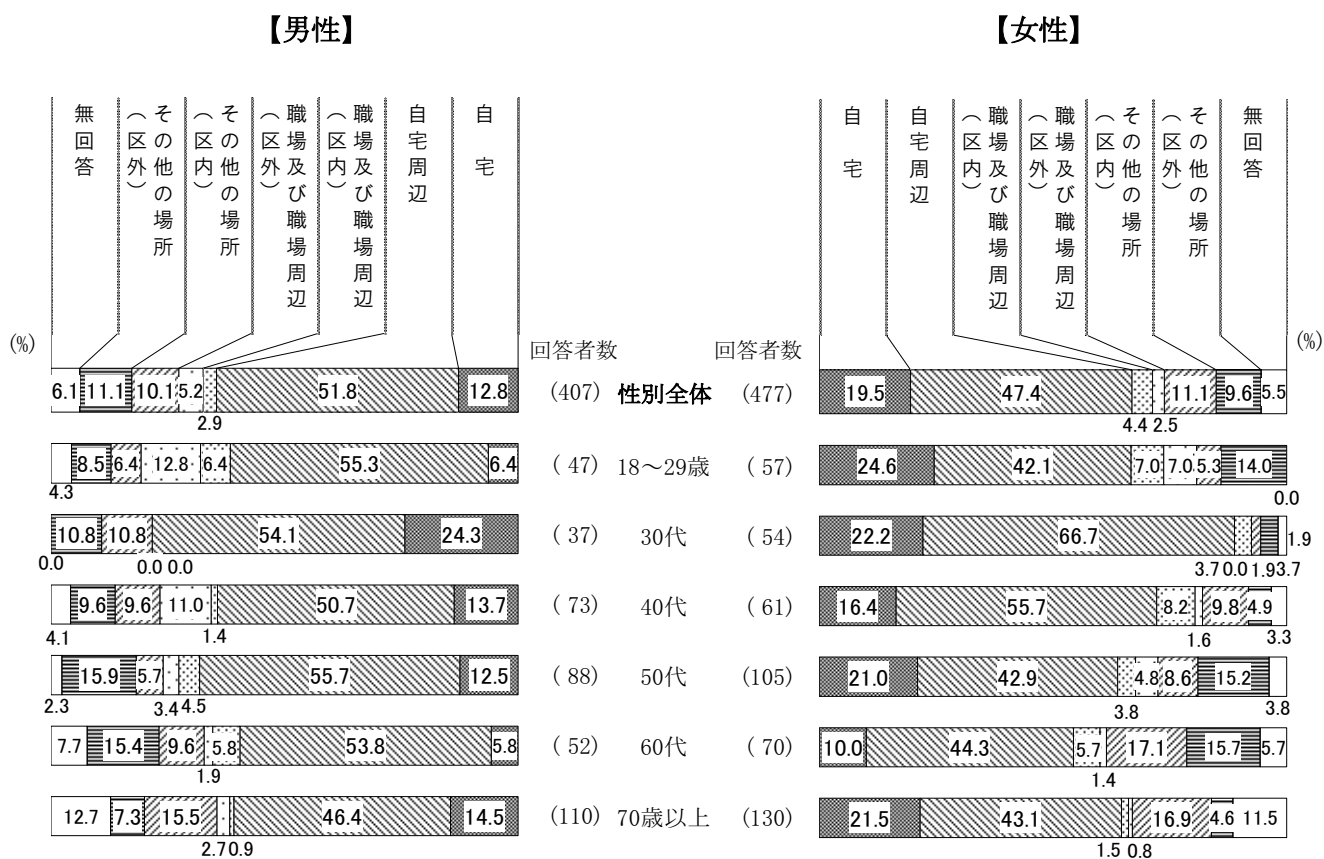 【男性】 【女性】
無回答 その他の場所（区外） その他の場所（区内） 職場及び職場周辺（区外） 職場及び職場周辺（区内） 自宅周辺 自宅
自宅 自宅周辺 職場及び職場周辺（区内） 職場及び職場周辺（区外） その他の場所（区内） その他の場所（区外） 無回答
(%) 回答者数 回答者数 (%)
6.1 11.1 10.1 5.2 51.8 12.8 (407) 性別全体 (477) 19.5 47.4 11.1 9.6 5.5
2.9 4.4 2.5
8.5 6.4 12.8 6.4 55.3 6.4 ( 47) 18～29歳 ( 57) 24.6 42.1 7.0 7.0 5.3 14.0
4.3 0.0
10.8 10.8 54.1 24.3 ( 37) 30代 ( 54) 22.2 66.7 1.9
0.0 0.0 0.0 3.7 0.0 1.9 3.7
9.6 9.6 11.0 50.7 13.7 ( 73) 40代 ( 61) 16.4 55.7 8.2 9.8 4.9
4.1 1.4 1.6 3.3
15.9 5.7 55.7 12.5 ( 88) 50代 (105) 21.0 42.9 4.8 8.6 15.2
2.3 3.4 4.5 3.8 3.8
7.7 15.4 9.6 5.8 53.8 5.8 ( 52) 60代 ( 70) 10.0 44.3 5.7 17.1 15.7 5.7
1.9 1.4
12.7 7.3 15.5 46.4 14.5 (110) 70歳以上 (130) 21.5 43.1 16.9 4.6 11.5
2.7 0.9 1.5 0.8